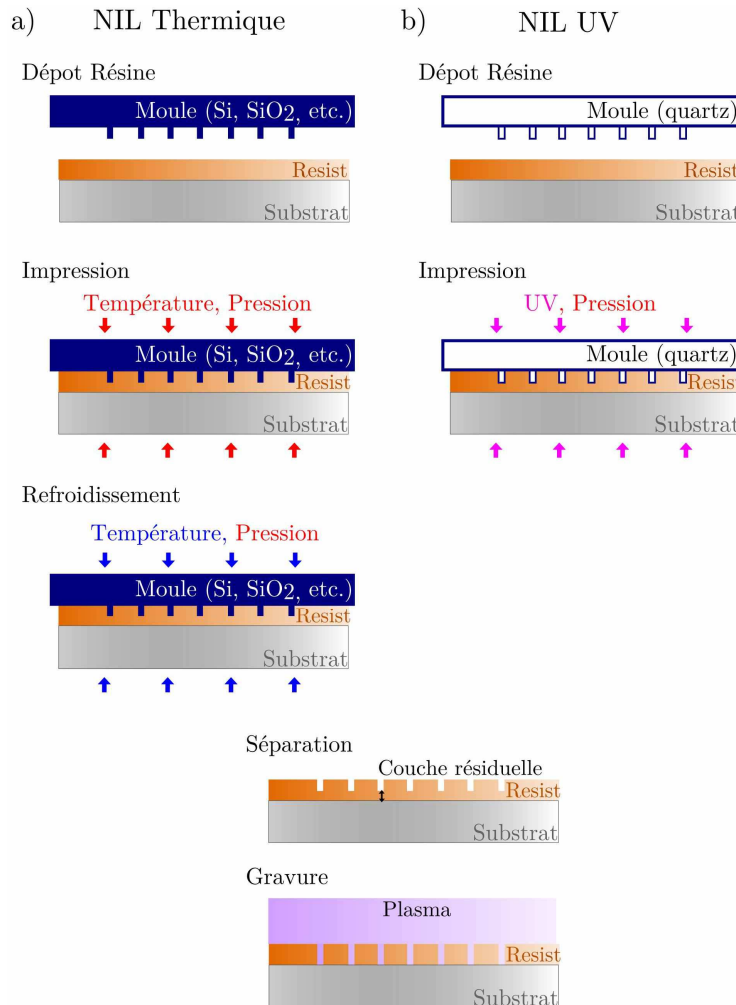 a) NIL Thermique
Dépot Résine
Moule (Si, SiO2, etc.)
Resist
Substrat
Impression
Température, Pression
Moule (Si, SiO2, etc.)
Resist
Substrat
Refroidissement
Température, Pression
Moule (Si, SiO2, etc.)
Resist
Substrat
b) NIL UV
Dépot Résine
Moule (quartz)
Resist
Substrat
Impression
UV, Pression
Moule (quartz)
Resist
Substrat
Séparation
Couche résiduelle
Resist
Substrat
Gravure
Plasma
Resist
Substrat